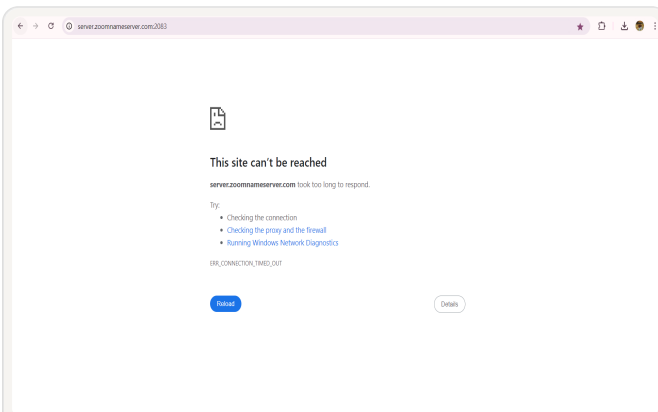 server.zoomnameserver.com:2083
This site can't be reached
server.zoomnameserver.com took too long to respond.
Try:
• Checking the connection
• Checking the proxy and the firewall
• Running Windows Network Diagnostics
ERR_CONNECTION_TIMED_OUT
Reload
Details